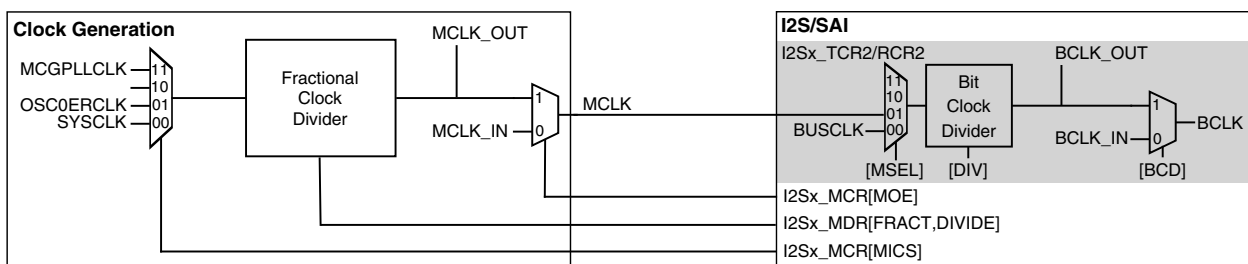 Clock Generation
MCGPLLCLK
11
10
OSC0ERCLK
01
SYSCLK
00
Fractional
Clock
Divider
MCLK_OUT
1
MCLK_IN
0
MCLK
I2S/SAI
I2Sx_TCR2/RCR2
11
10
01
BUSCLK
00
[MSEL]
Bit
Clock
Divider
[DIV]
BCLK_OUT
1
BCLK_IN
0
BCLK
[BCD]
I2Sx_MCR[MOE]
I2Sx_MDR[FRACT,DIVIDE]
I2Sx_MCR[MICS]